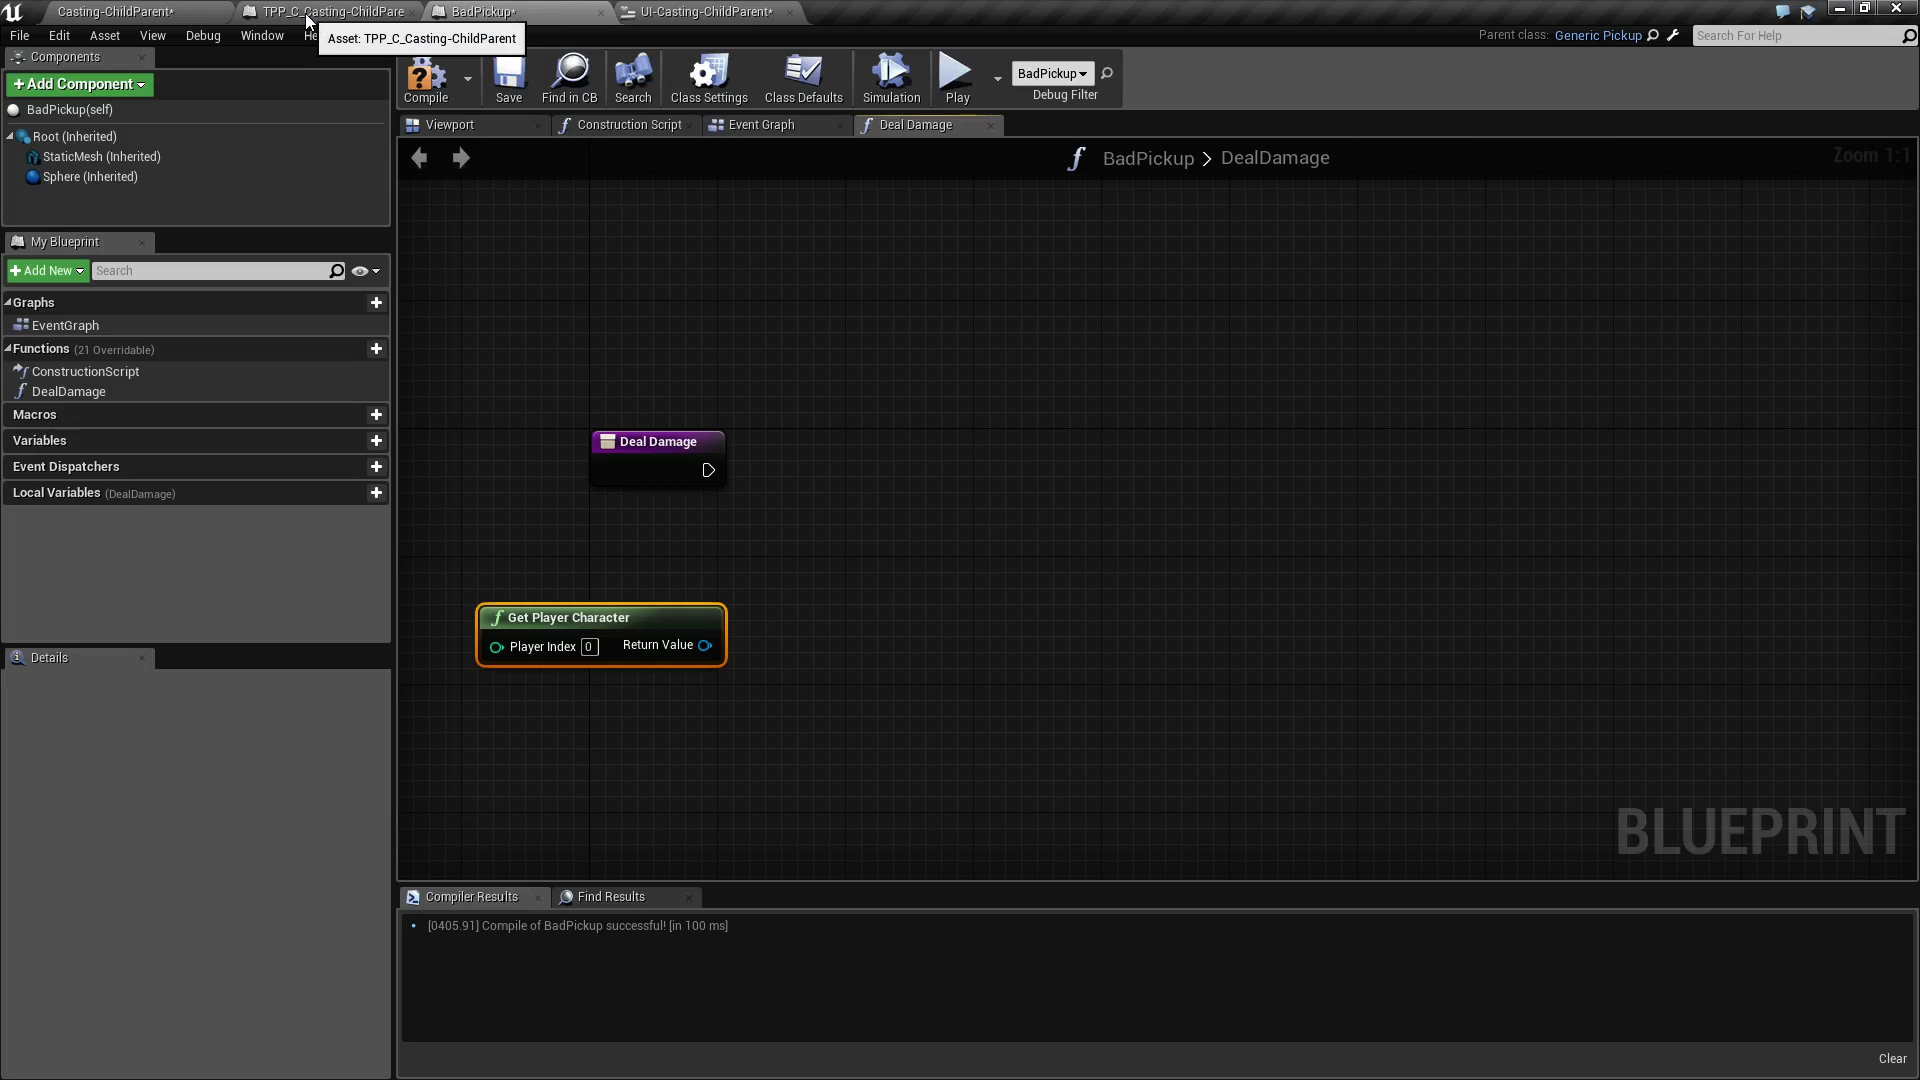 Casting-ChildParent*
TPP_C_Casting-ChildPare
BadPickup*
UI-Casting-ChildParent*
File Edit Asset View Debug Window He
Asset: TPP_C_Casting-ChildParent
Parent class: Generic Pickup
Search For Help
Components
+ Add Component
BadPickup(self)
Root (Inherited)
StaticMesh (Inherited)
Sphere (Inherited)
Compile
Save
Find in CB
Search
Class Settings
Class Defaults
Simulation
Play
BadPickup
Debug Filter
Viewport
Construction Script
Event Graph
Deal Damage
BadPickup > DealDamage
Zoom 1:1
My Blueprint
+ Add New
Search
Graphs
EventGraph
Functions (21 Overridable)
ConstructionScript
DealDamage
Macros
Variables
Event Dispatchers
Local Variables (DealDamage)
Details
Deal Damage
Get Player Character
Player Index 0
Return Value
BLUEPRINT
Compiler Results
Find Results
[0405.91] Compile of BadPickup successful! [in 100 ms]
Clear